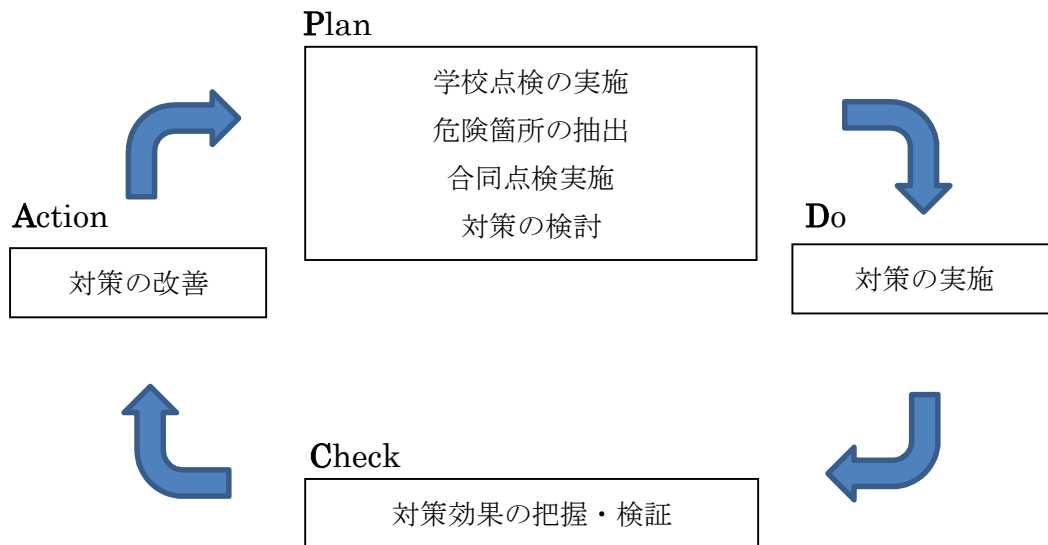 Plan
学校点検の実施
危険箇所の抽出
合同点検実施
対策の検討
Do
対策の実施
Check
対策効果の把握・検証
Action
対策の改善